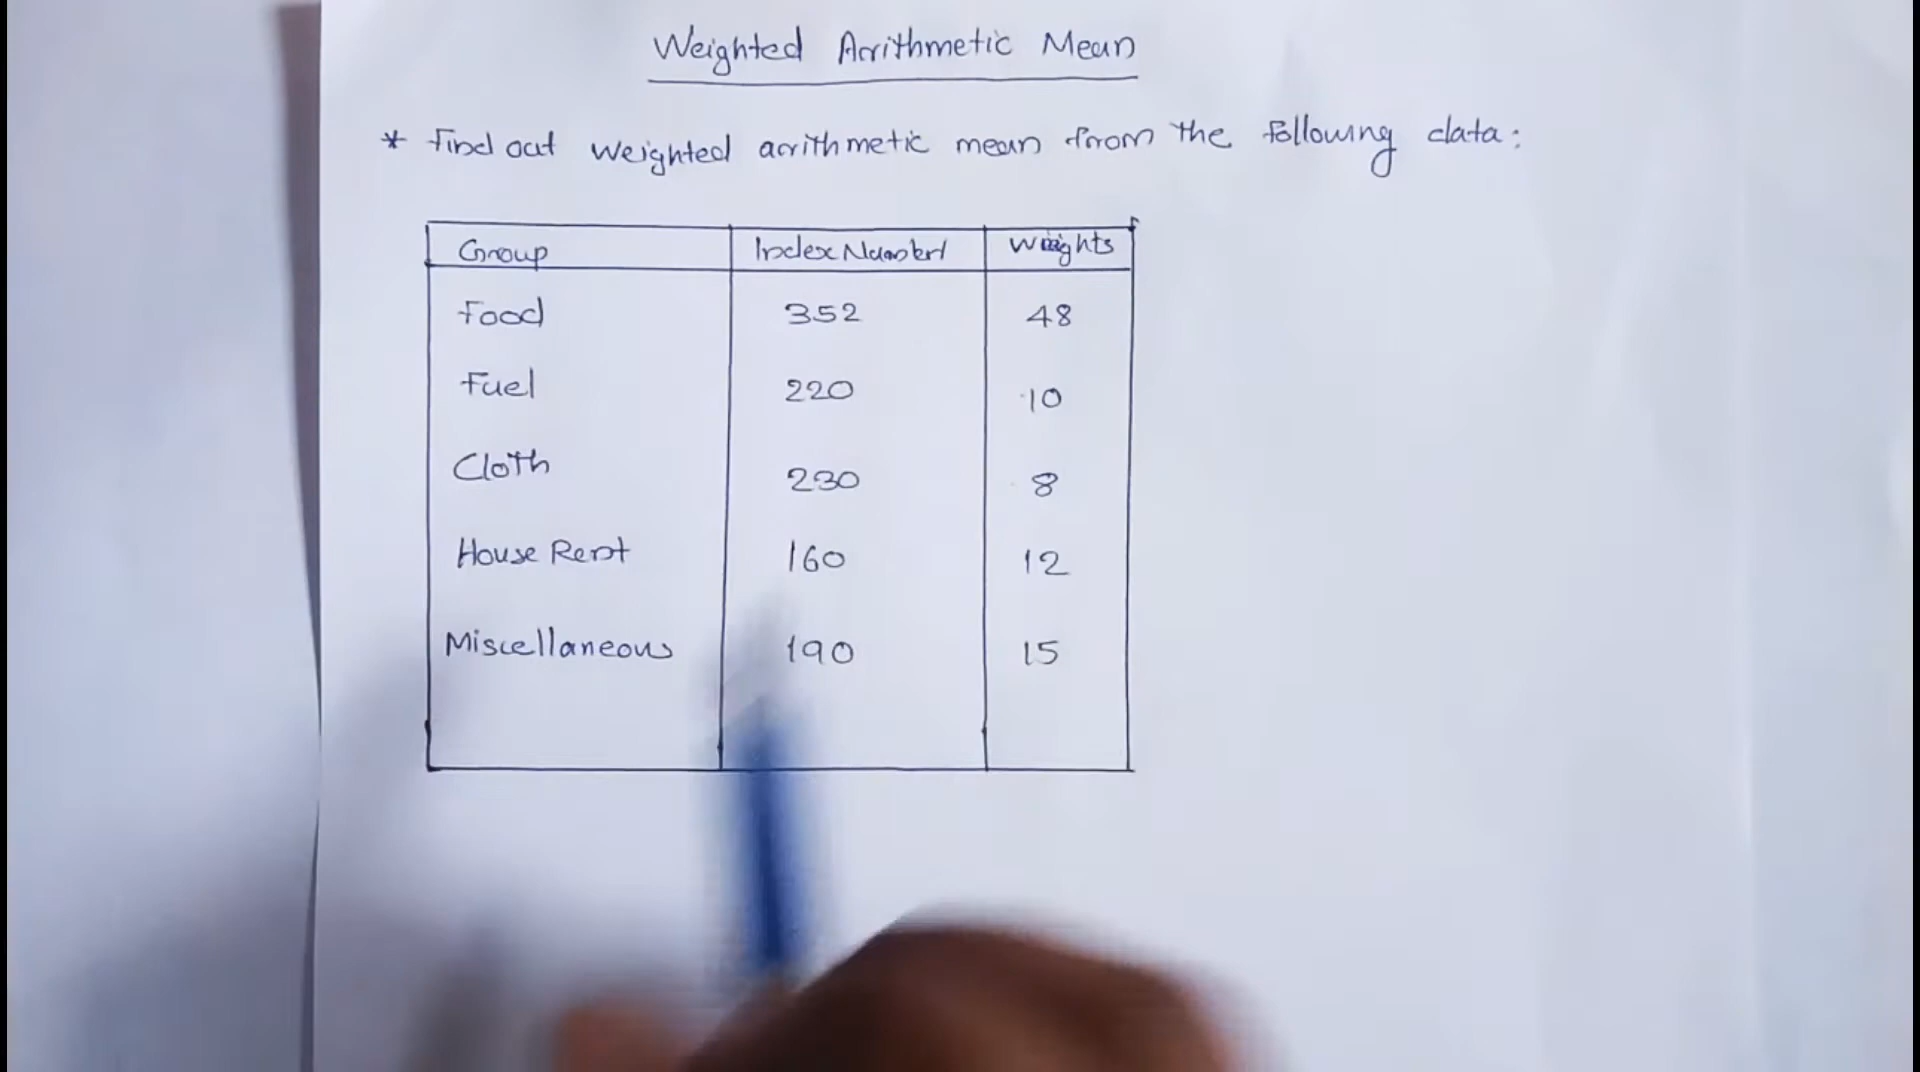 Weighted Arithmetic Mean
* Find out weighted arithmetic mean from the following data:
Group Index Number Weights
Food 352 48
Fuel 220 10
Cloth 230 8
House Rent 160 12
Miscellaneous 190 15